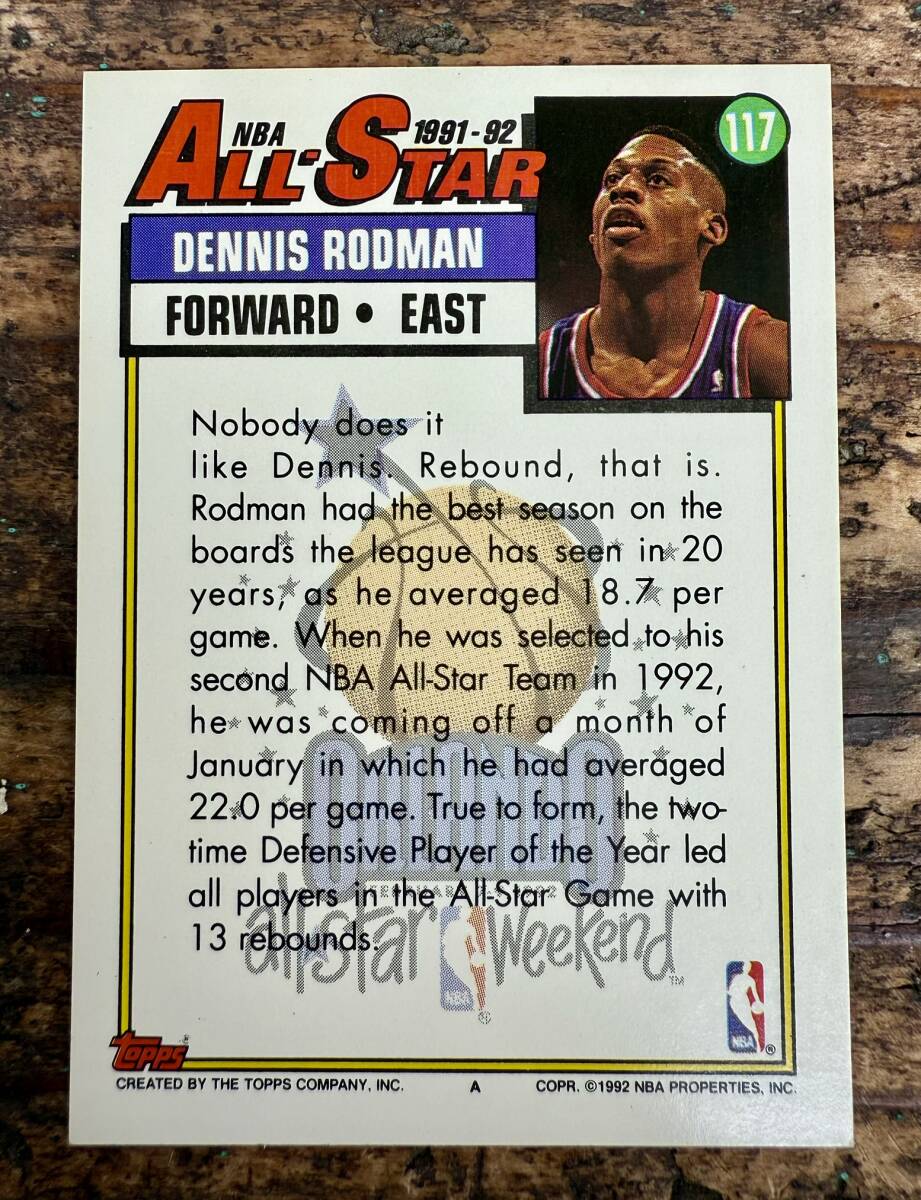 NBA 1991-92
ALL-STAR
117
DENNIS RODMAN
FORWARD • EAST
Nobody does it
like Dennis. Rebound, that is.
Rodman had the best season on the
boards the league has seen in 20
years, as he averaged 18.7 per
game. When he was selected to his
second NBA All-Star Team in 1992,
he was coming off a month of
January in which he had averaged
22.0 per game. True to form, the two-
time Defensive Player of the Year led
all players in the All-Star Game with
13 rebounds.
ORLANDO
all star Weekend
NBA
NBA
TOPPS
CREATED BY THE TOPPS COMPANY, INC. A COPR. ©1992 NBA PROPERTIES, INC.